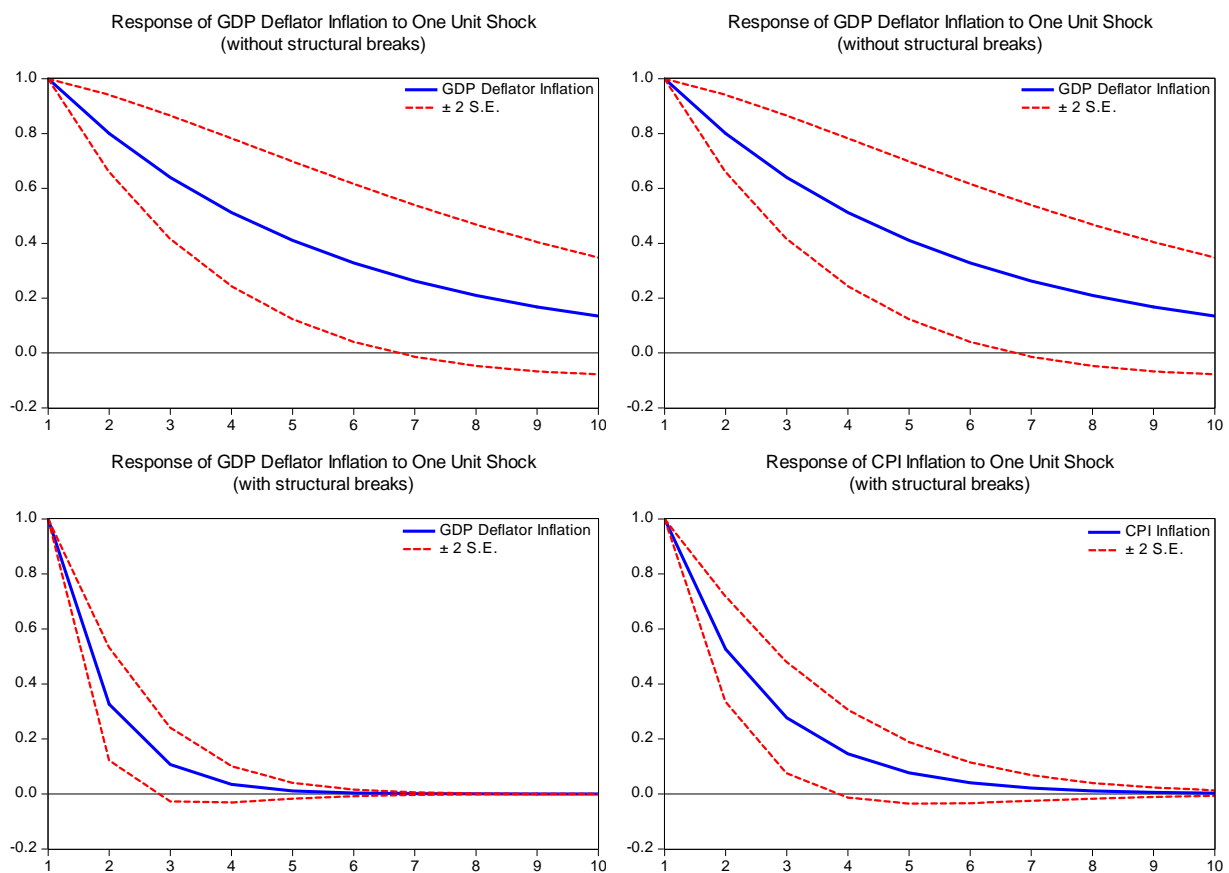 Response of GDP Deflator Inflation to One Unit Shock
(without structural breaks)
1.0
0.8
0.6
0.4
0.2
0.0
-0.2
1 2 3 4 5 6 7 8 9 10
GDP Deflator Inflation
± 2 S.E.
Response of GDP Deflator Inflation to One Unit Shock
(without structural breaks)
1.0
0.8
0.6
0.4
0.2
0.0
-0.2
1 2 3 4 5 6 7 8 9 10
GDP Deflator Inflation
± 2 S.E.
Response of GDP Deflator Inflation to One Unit Shock
(with structural breaks)
1.0
0.8
0.6
0.4
0.2
0.0
-0.2
1 2 3 4 5 6 7 8 9 10
GDP Deflator Inflation
± 2 S.E.
Response of CPI Inflation to One Unit Shock
(with structural breaks)
1.0
0.8
0.6
0.4
0.2
0.0
-0.2
1 2 3 4 5 6 7 8 9 10
CPI Inflation
± 2 S.E.